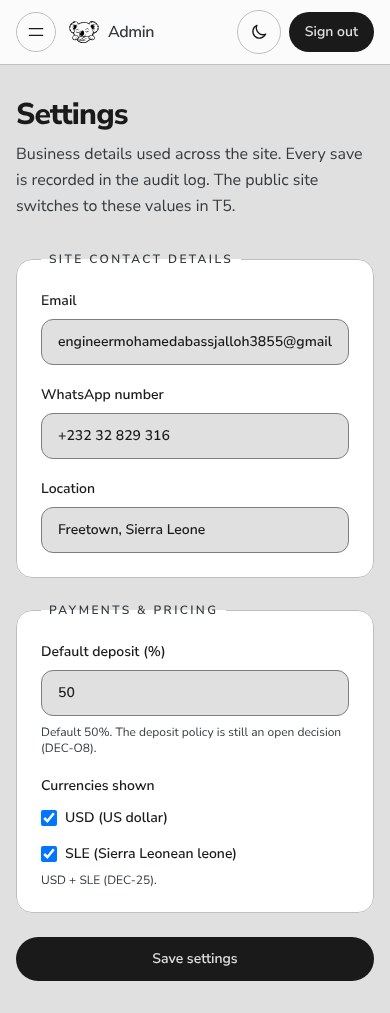 Admin
Sign out
Settings
Business details used across the site. Every save
is recorded in the audit log. The public site
switches to these values in T5.
SITE CONTACT DETAILS
Email
engineermohamedabassjalloh3855@gmail
WhatsApp number
+232 32 829 316
Location
Freetown, Sierra Leone
PAYMENTS & PRICING
Default deposit (%)
50
Default 50%. The deposit policy is still an open decision
(DEC-O8).
Currencies shown
USD (US dollar)
SLE (Sierra Leonean leone)
USD + SLE (DEC-25).
Save settings